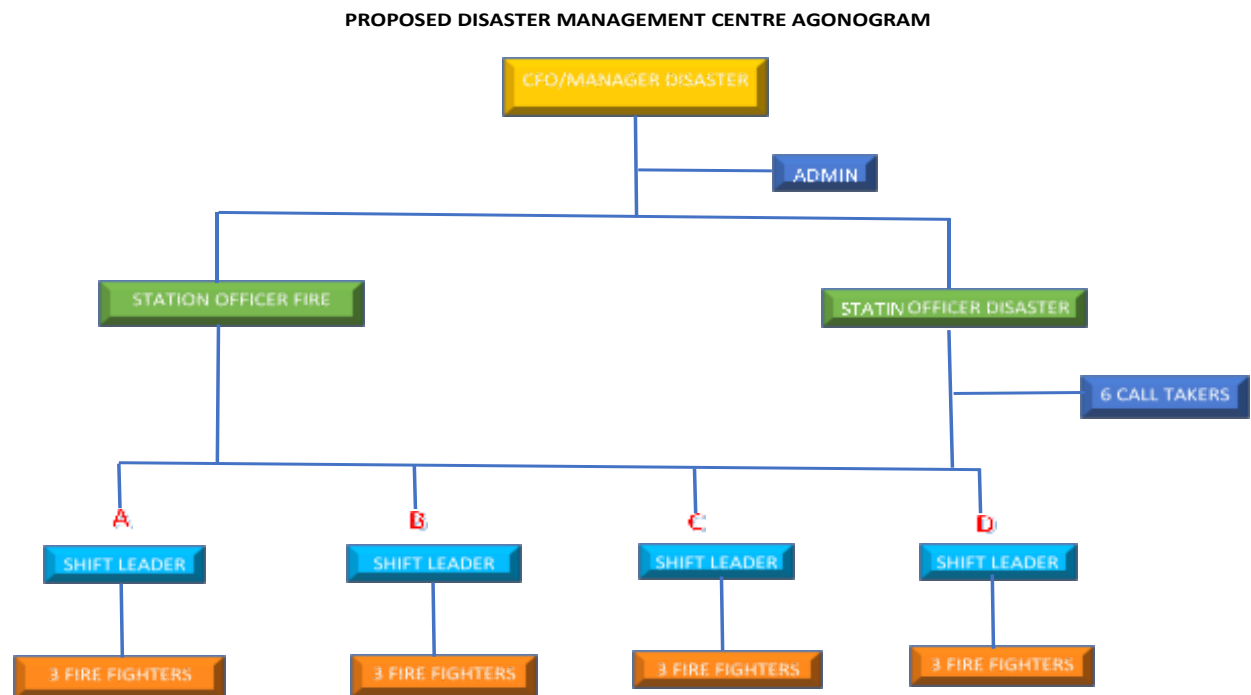 PROPOSED DISASTER MANAGEMENT CENTRE AGONOGRAM
CFO/MANAGER DISASTER
ADMIN
STATION OFFICER FIRE
STATIN OFFICER DISASTER
6 CALL TAKERS
A
B
C
D
SHIFT LEADER
SHIFT LEADER
SHIFT LEADER
SHIFT LEADER
3 FIRE FIGHTERS
3 FIRE FIGHTERS
3 FIRE FIGHTERS
3 FIRE FIGHTERS